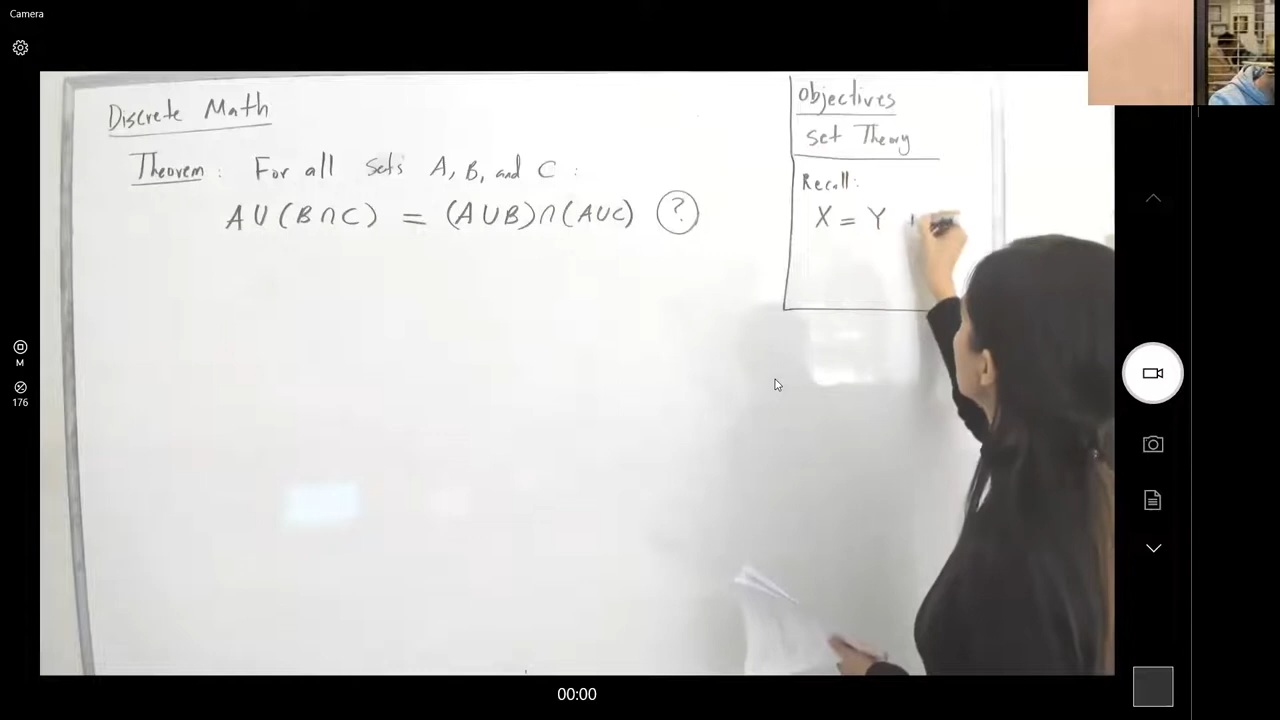 Camera
Discrete Math
Theorem: For all sets A, B, and C:
A ∪ (B ∩ C) = (A ∪ B) ∩ (A ∪ C) ?
Objectives
Set Theory
Recall:
X = Y
M
176
00:00